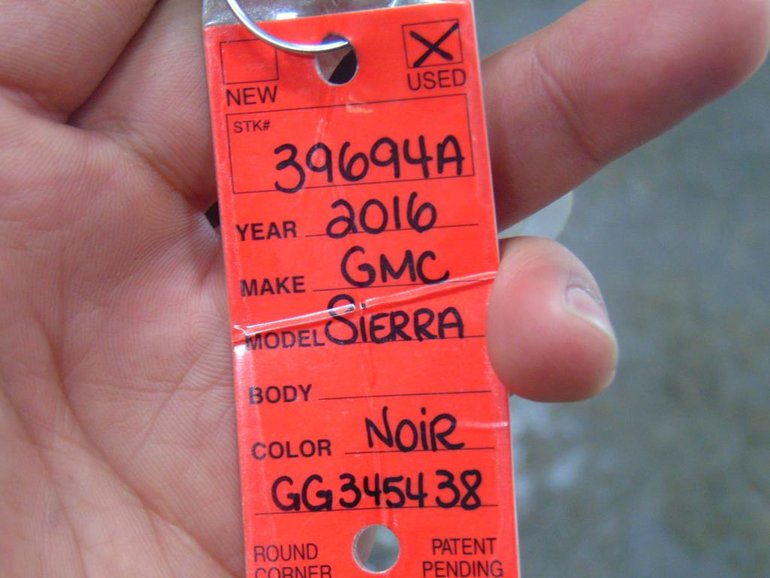 NEW USED
STK#
39694A
YEAR 2016
MAKE GMC
MODEL SIERRA
BODY
COLOR NOIR
GG345438
ROUND PATENT
CORNER PENDING